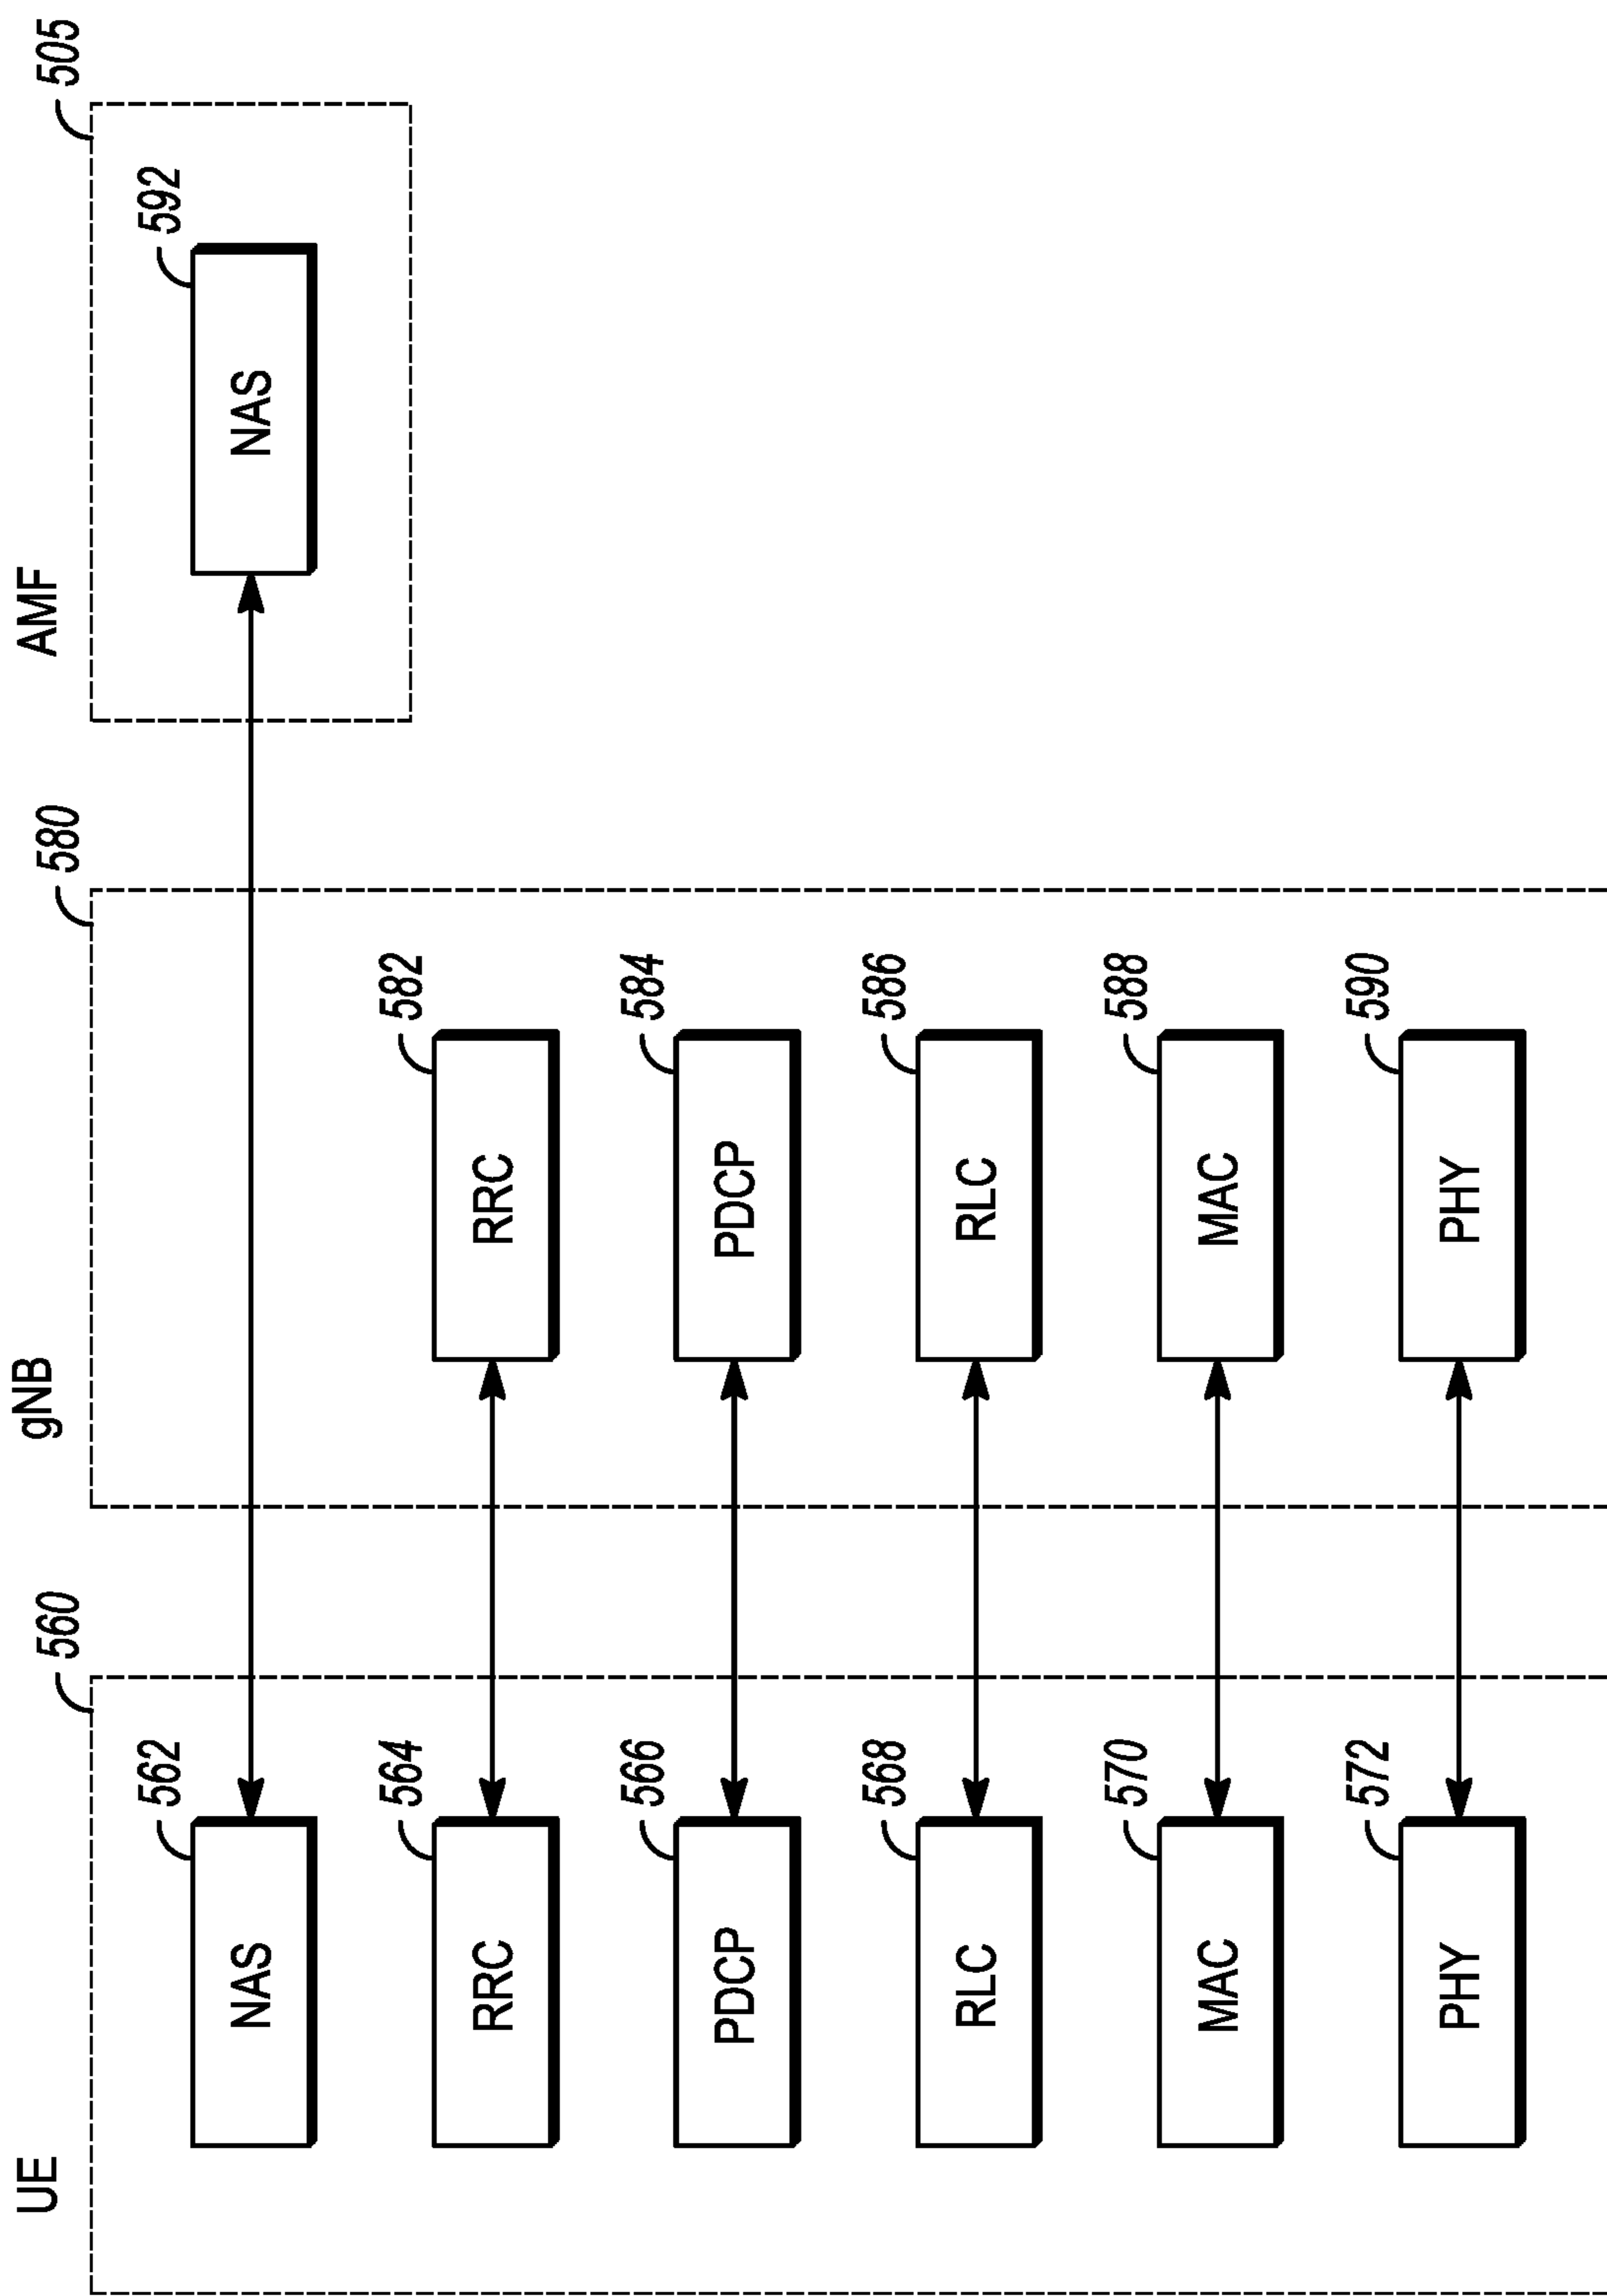 UE
560
gNB
580
AMF
505
562
NAS
592
NAS
564
RRC
582
RRC
566
PDCP
584
PDCP
568
RLC
586
RLC
570
MAC
588
MAC
572
PHY
590
PHY